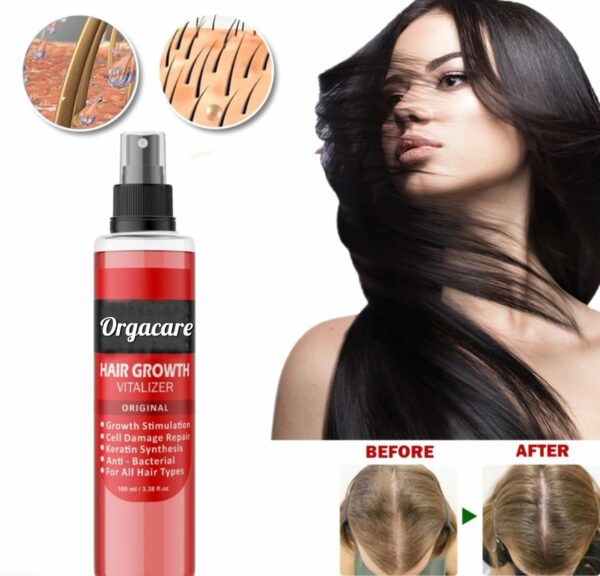 Orgacare
HAIR GROWTH
VITALIZER
ORIGINAL
• Growth Stimulation
• Cell Damage Repair
• Keratin Synthesis
• Anti - Bacterial
• For All Hair Types
100 ml / 3.38 fl.oz
BEFORE
AFTER